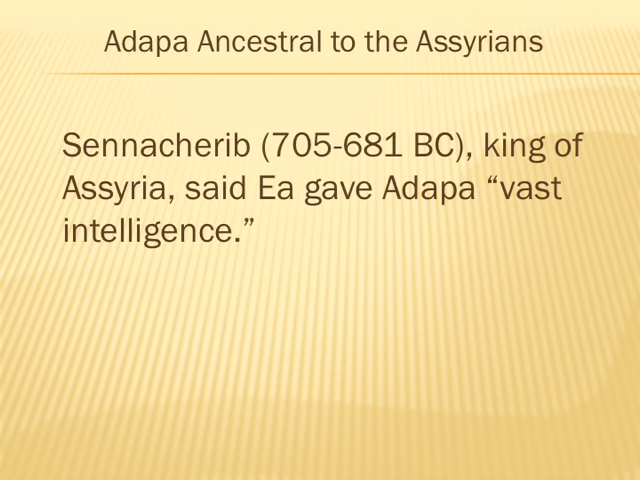 Adapa Ancestral to the Assyrians
Sennacherib (705-681 BC), king of
Assyria, said Ea gave Adapa “vast
intelligence.”